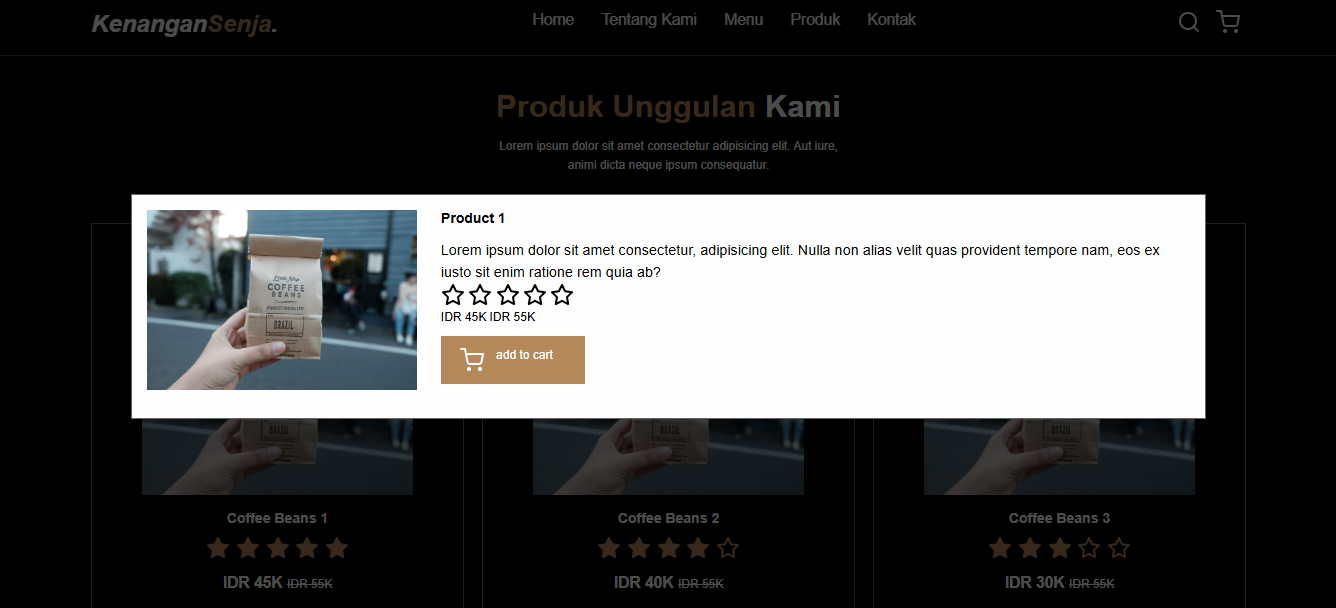 KenanganSenja.
Home Tentang Kami Menu Produk Kontak
Produk Unggulan Kami
Lorem ipsum dolor sit amet consectetur adipisicing elit. Aut iure,
animi dicta neque ipsum consequatur.
Product 1
Lorem ipsum dolor sit amet consectetur, adipisicing elit. Nulla non alias velit quas provident tempore nam, eos ex
iusto sit enim ratione rem quia ab?
IDR 45K IDR 55K
add to cart
COFFEE
BEANS
FINEST QUALITY
BRAZIL
BRAZIL
BRAZIL
BRAZIL
Coffee Beans 1
IDR 45K IDR 55K
Coffee Beans 2
IDR 40K IDR 55K
Coffee Beans 3
IDR 30K IDR 55K